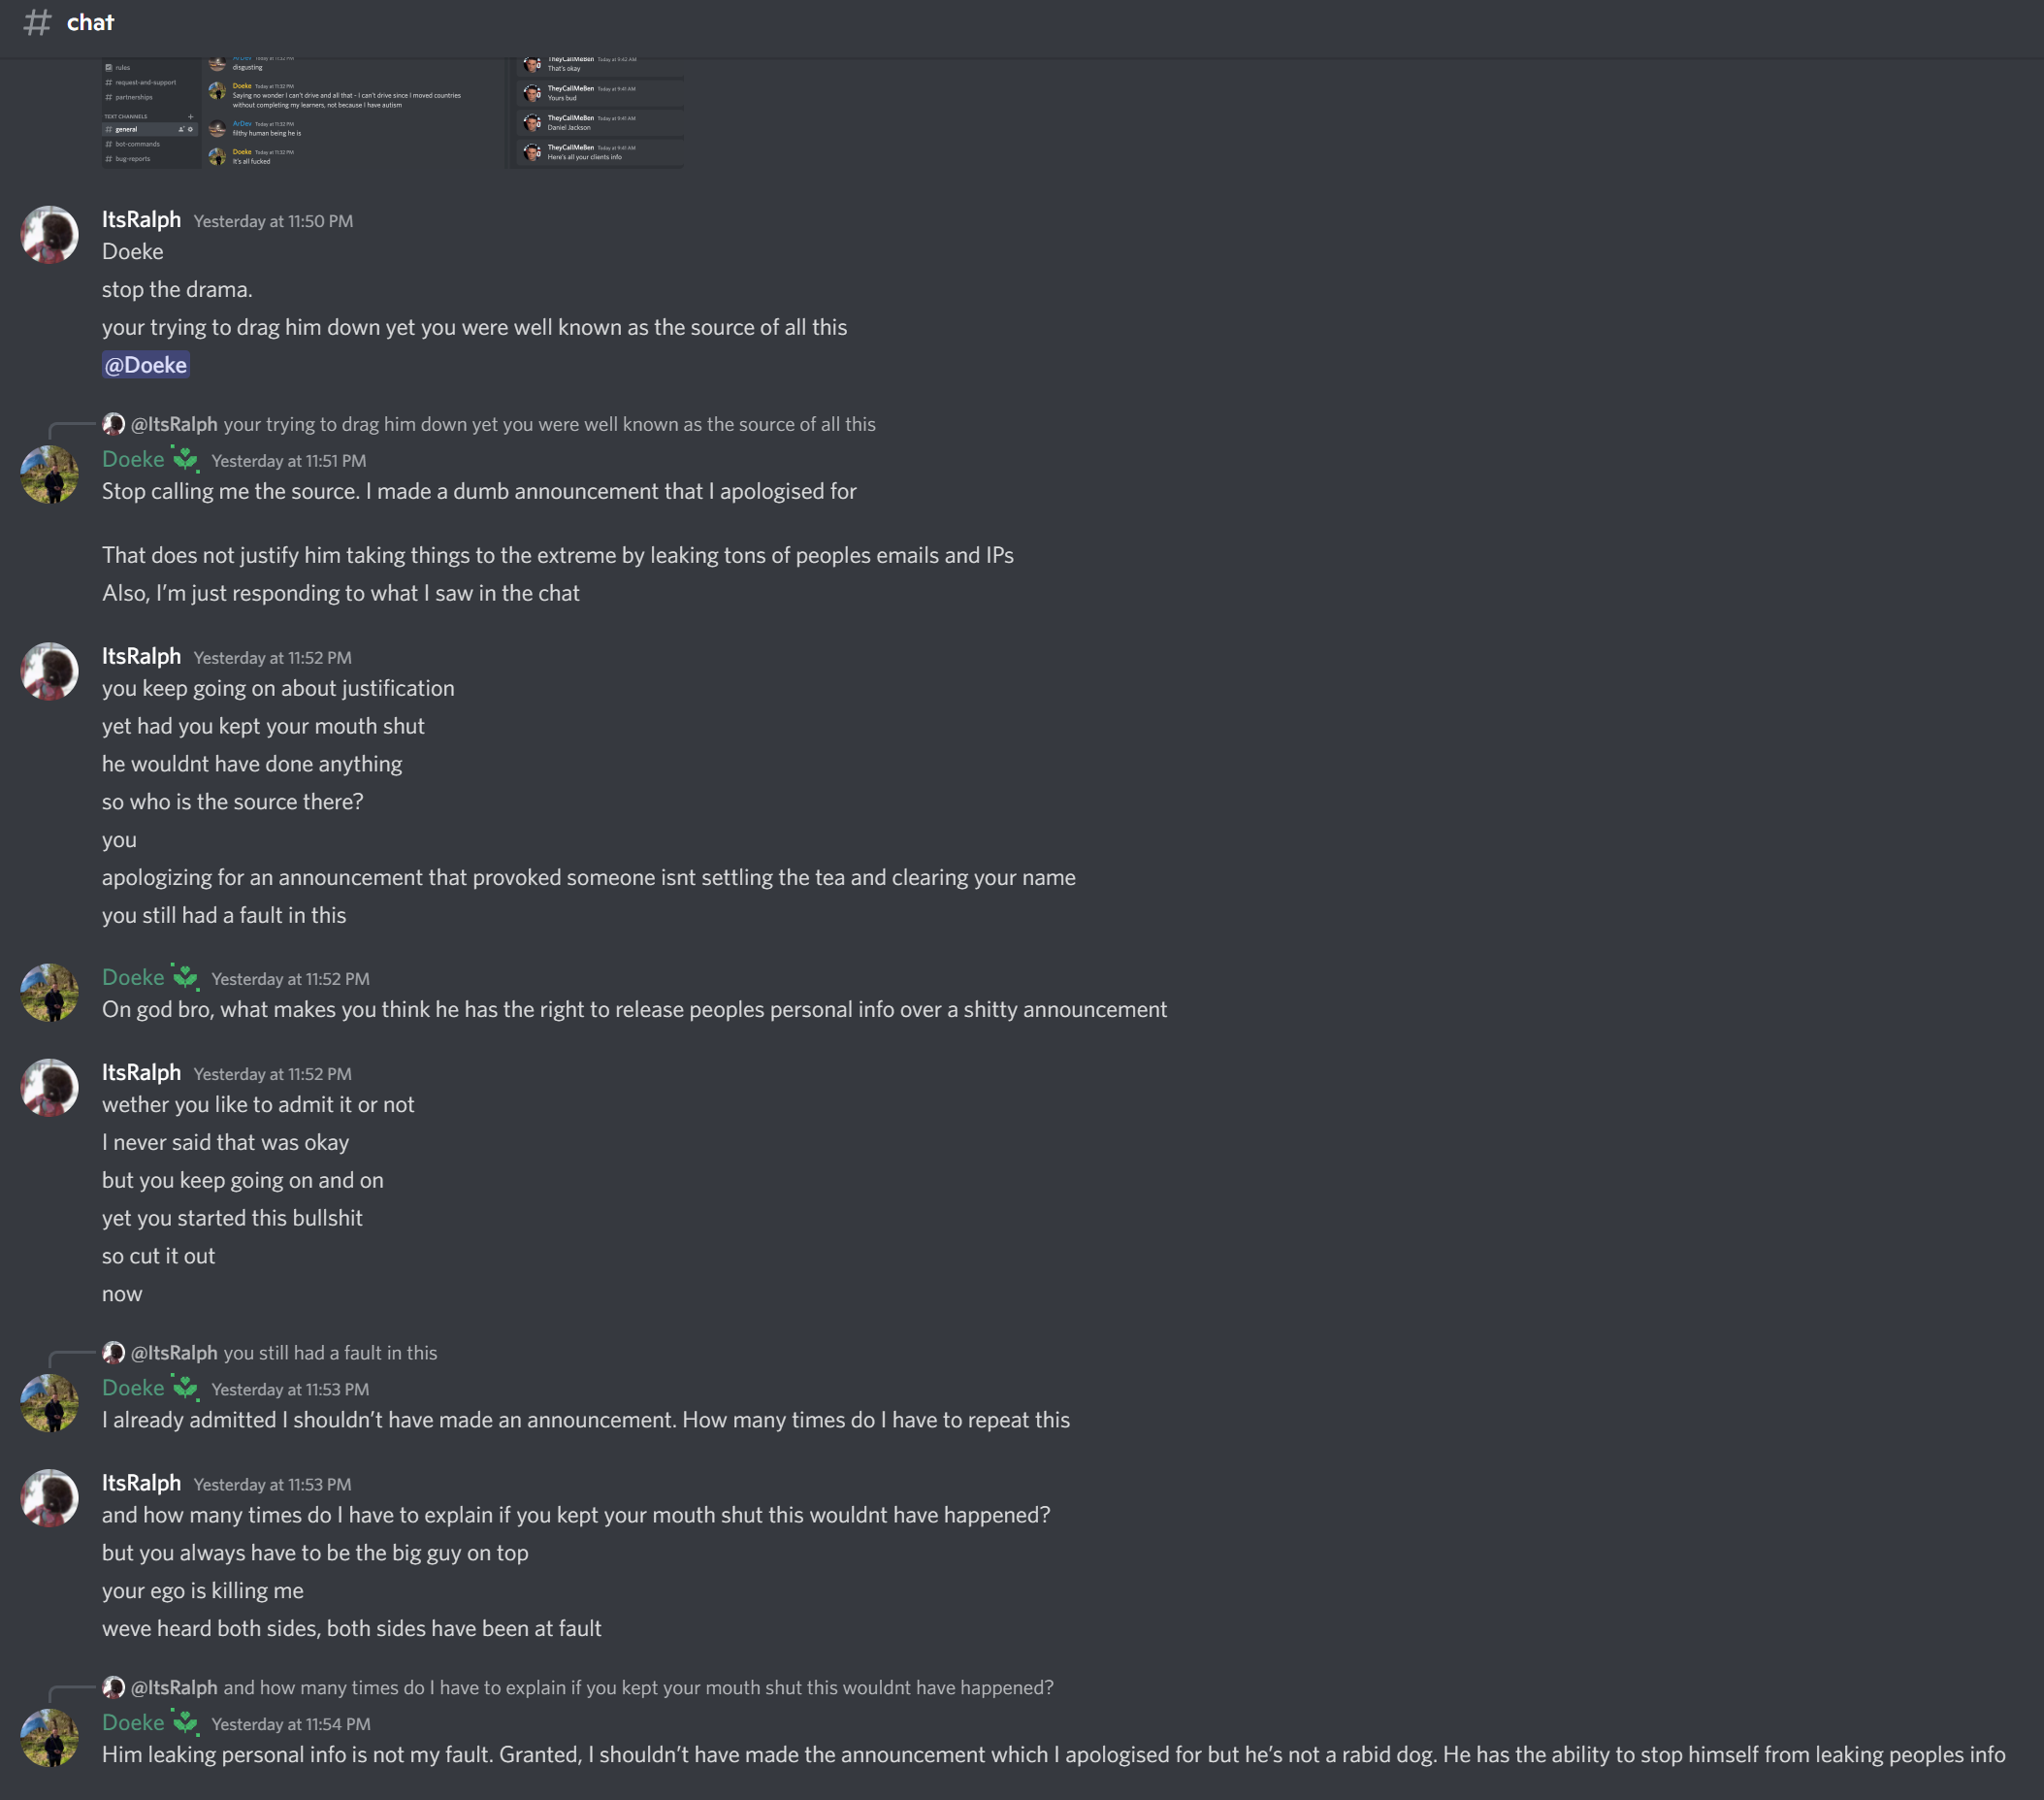 # chat
rules
request-and-support
partnerships
TEXT CHANNELS +
general
bot-commands
bug-reports
ArDev Today at 11:32 PM
disgusting
Doeke Today at 11:32 PM
Saying no wonder I can't drive and all that - I can't drive since I moved countries
without completing my learners, not because I have autism
ArDev Today at 11:32 PM
filthy human being he is
Doeke Today at 11:32 PM
It's all fucked
TheyCallMeBen Today at 9:42 AM
That's okay
TheyCallMeBen Today at 9:41 AM
Yours bud
TheyCallMeBen Today at 9:41 AM
Daniel Jackson
TheyCallMeBen Today at 9:41 AM
Here's all your clients info
ItsRalph Yesterday at 11:50 PM
Doeke
stop the drama.
your trying to drag him down yet you were well known as the source of all this
@Doeke
@ItsRalph your trying to drag him down yet you were well known as the source of all this
Doeke Yesterday at 11:51 PM
Stop calling me the source. I made a dumb announcement that I apologised for
That does not justify him taking things to the extreme by leaking tons of peoples emails and IPs
Also, I'm just responding to what I saw in the chat
ItsRalph Yesterday at 11:52 PM
you keep going on about justification
yet had you kept your mouth shut
he wouldnt have done anything
so who is the source there?
you
apologizing for an announcement that provoked someone isnt settling the tea and clearing your name
you still had a fault in this
Doeke Yesterday at 11:52 PM
On god bro, what makes you think he has the right to release peoples personal info over a shitty announcement
ItsRalph Yesterday at 11:52 PM
wether you like to admit it or not
I never said that was okay
but you keep going on and on
yet you started this bullshit
so cut it out
now
@ItsRalph you still had a fault in this
Doeke Yesterday at 11:53 PM
I already admitted I shouldn't have made an announcement. How many times do I have to repeat this
ItsRalph Yesterday at 11:53 PM
and how many times do I have to explain if you kept your mouth shut this wouldnt have happened?
but you always have to be the big guy on top
your ego is killing me
weve heard both sides, both sides have been at fault
@ItsRalph and how many times do I have to explain if you kept your mouth shut this wouldnt have happened?
Doeke Yesterday at 11:54 PM
Him leaking personal info is not my fault. Granted, I shouldn't have made the announcement which I apologised for but he's not a rabid dog. He has the ability to stop himself from leaking peoples info